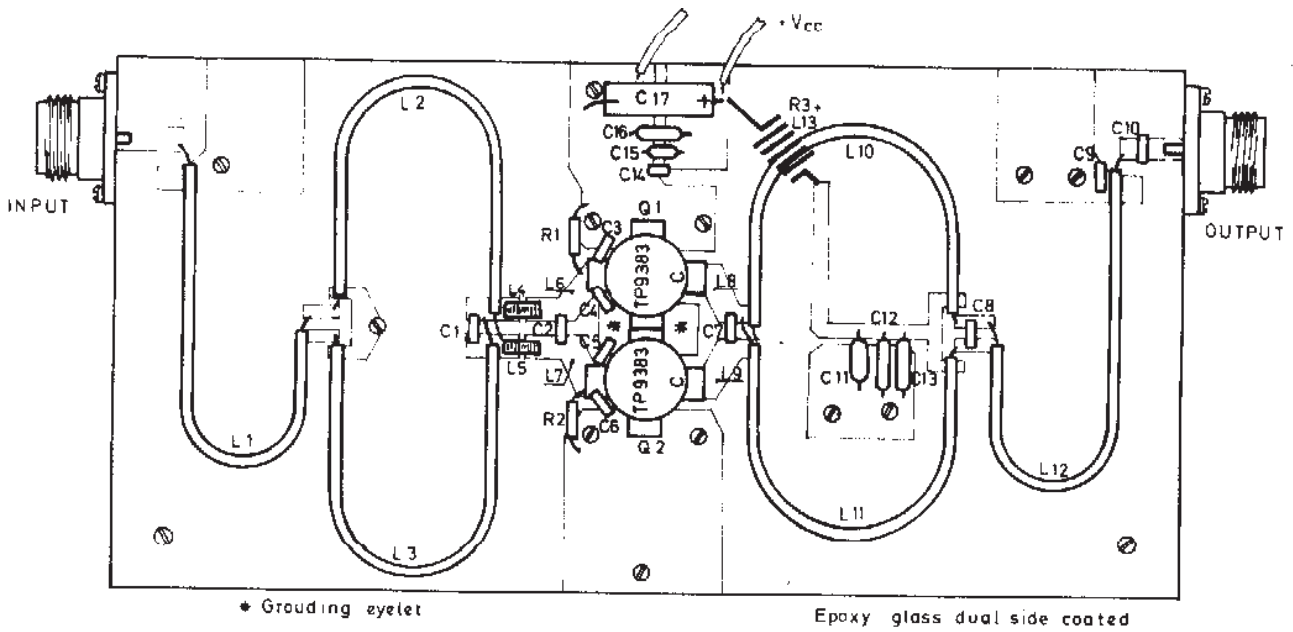 +Vcc
C17
R3+
L13
L2
C16
C15
C14
L10
C10
C9
INPUT
OUTPUT
Q1
R1
C3
TP9383
C
L6
L8
L4
C4
C1
C2
*
*
C7
C8
C12
L5
C5
L7
L9
C11
C13
TP9383
C
R2
C6
Q2
L1
L12
L11
L3
* Grounding eyelet
Epoxy glass dual side coated